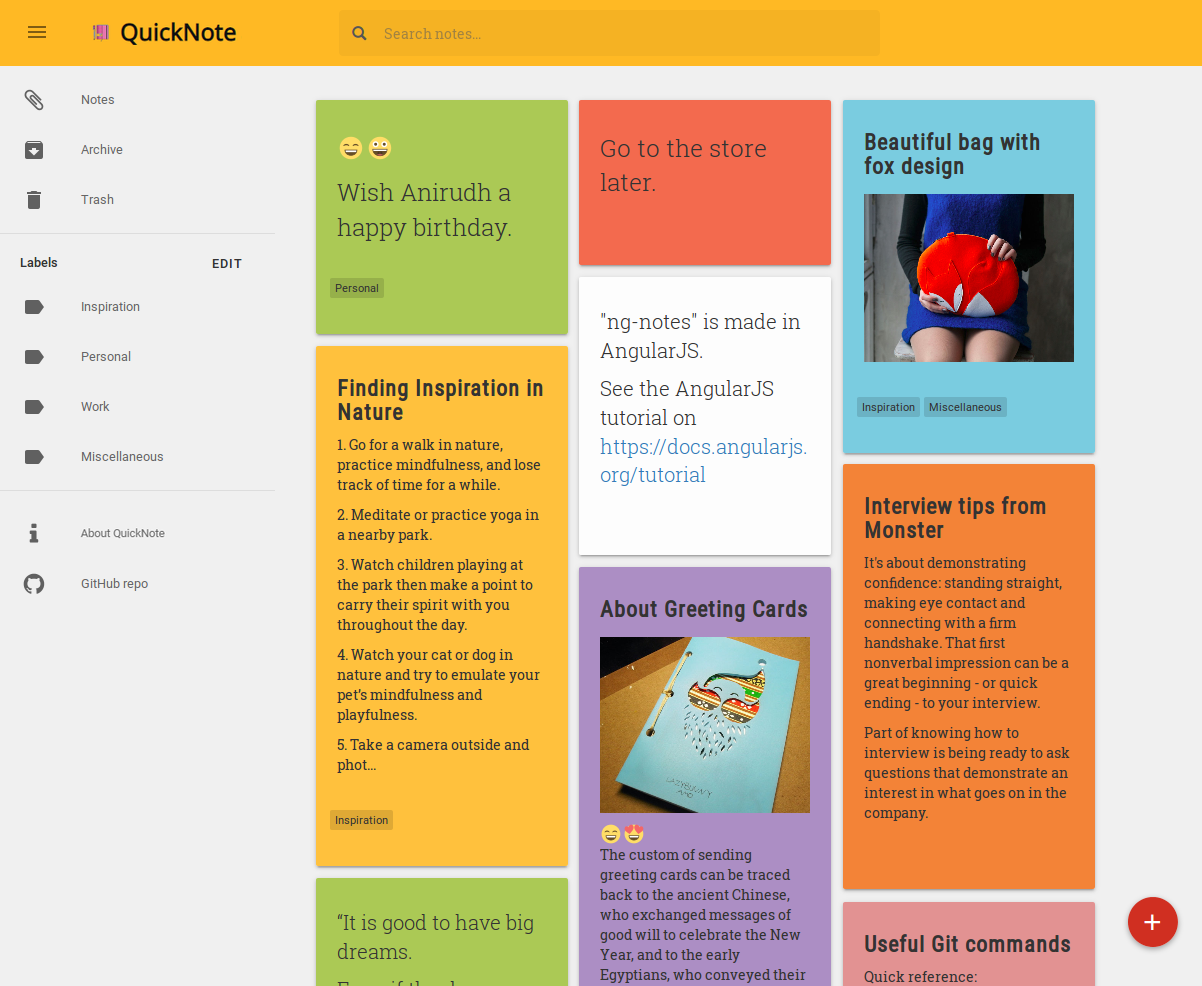 QuickNote
Search notes...
Notes
Archive
Trash
Labels
EDIT
Inspiration
Personal
Work
Miscellaneous
About QuickNote
GitHub repo
😄 😀
Wish Anirudh a
happy birthday.
Personal
Finding Inspiration in
Nature
1. Go for a walk in nature,
practice mindfulness, and lose
track of time for a while.
2. Meditate or practice yoga in
a nearby park.
3. Watch children playing at
the park then make a point to
carry their spirit with you
throughout the day.
4. Watch your cat or dog in
nature and try to emulate your
pet's mindfulness and
playfulness.
5. Take a camera outside and
phot...
Inspiration
“It is good to have big
dreams.
Go to the store
later.
"ng-notes" is made in
AngularJS.
See the AngularJS
tutorial on
https://docs.angularjs.
org/tutorial
About Greeting Cards
😄😍
The custom of sending
greeting cards can be traced
back to the ancient Chinese,
who exchanged messages of
good will to celebrate the New
Year, and to the early
Egyptians, who conveyed their
Beautiful bag with
fox design
Inspiration
Miscellaneous
Interview tips from
Monster
It's about demonstrating
confidence: standing straight,
making eye contact and
connecting with a firm
handshake. That first
nonverbal impression can be a
great beginning - or quick
ending - to your interview.
Part of knowing how to
interview is being ready to ask
questions that demonstrate an
interest in what goes on in the
company.
Useful Git commands
Quick reference: